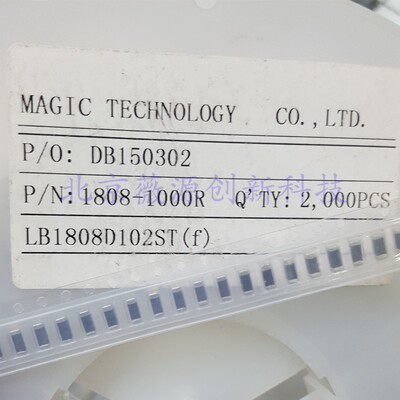 MAGIC TECHNOLOGY CO.,LTD.
P/O: DB150302
北京薇源创新科技
P/N:1808-1000R Q'TY: 2,000PCS
LB1808D102ST(f)